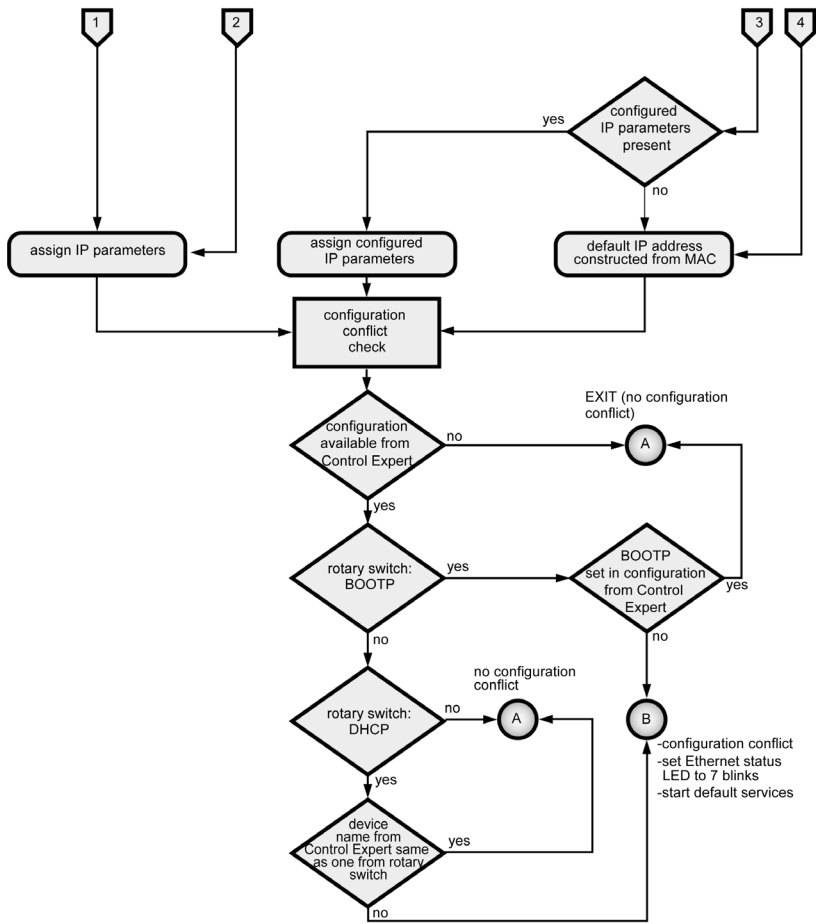 1
2
3
4
configured
IP parameters
present
yes
no
assign IP parameters
assign configured
IP parameters
default IP address
constructed from MAC
configuration
conflict
check
EXIT (no configuration
conflict)
configuration
available from
Control Expert
no
A
yes
rotary switch:
BOOTP
yes
BOOTP
set in configuration
from Control
Expert
yes
no
no
no configuration
conflict
rotary switch:
DHCP
no
A
B
-configuration conflict
-set Ethernet status
LED to 7 blinks
-start default services
yes
device
name from
Control Expert same
as one from rotary
switch
yes
no